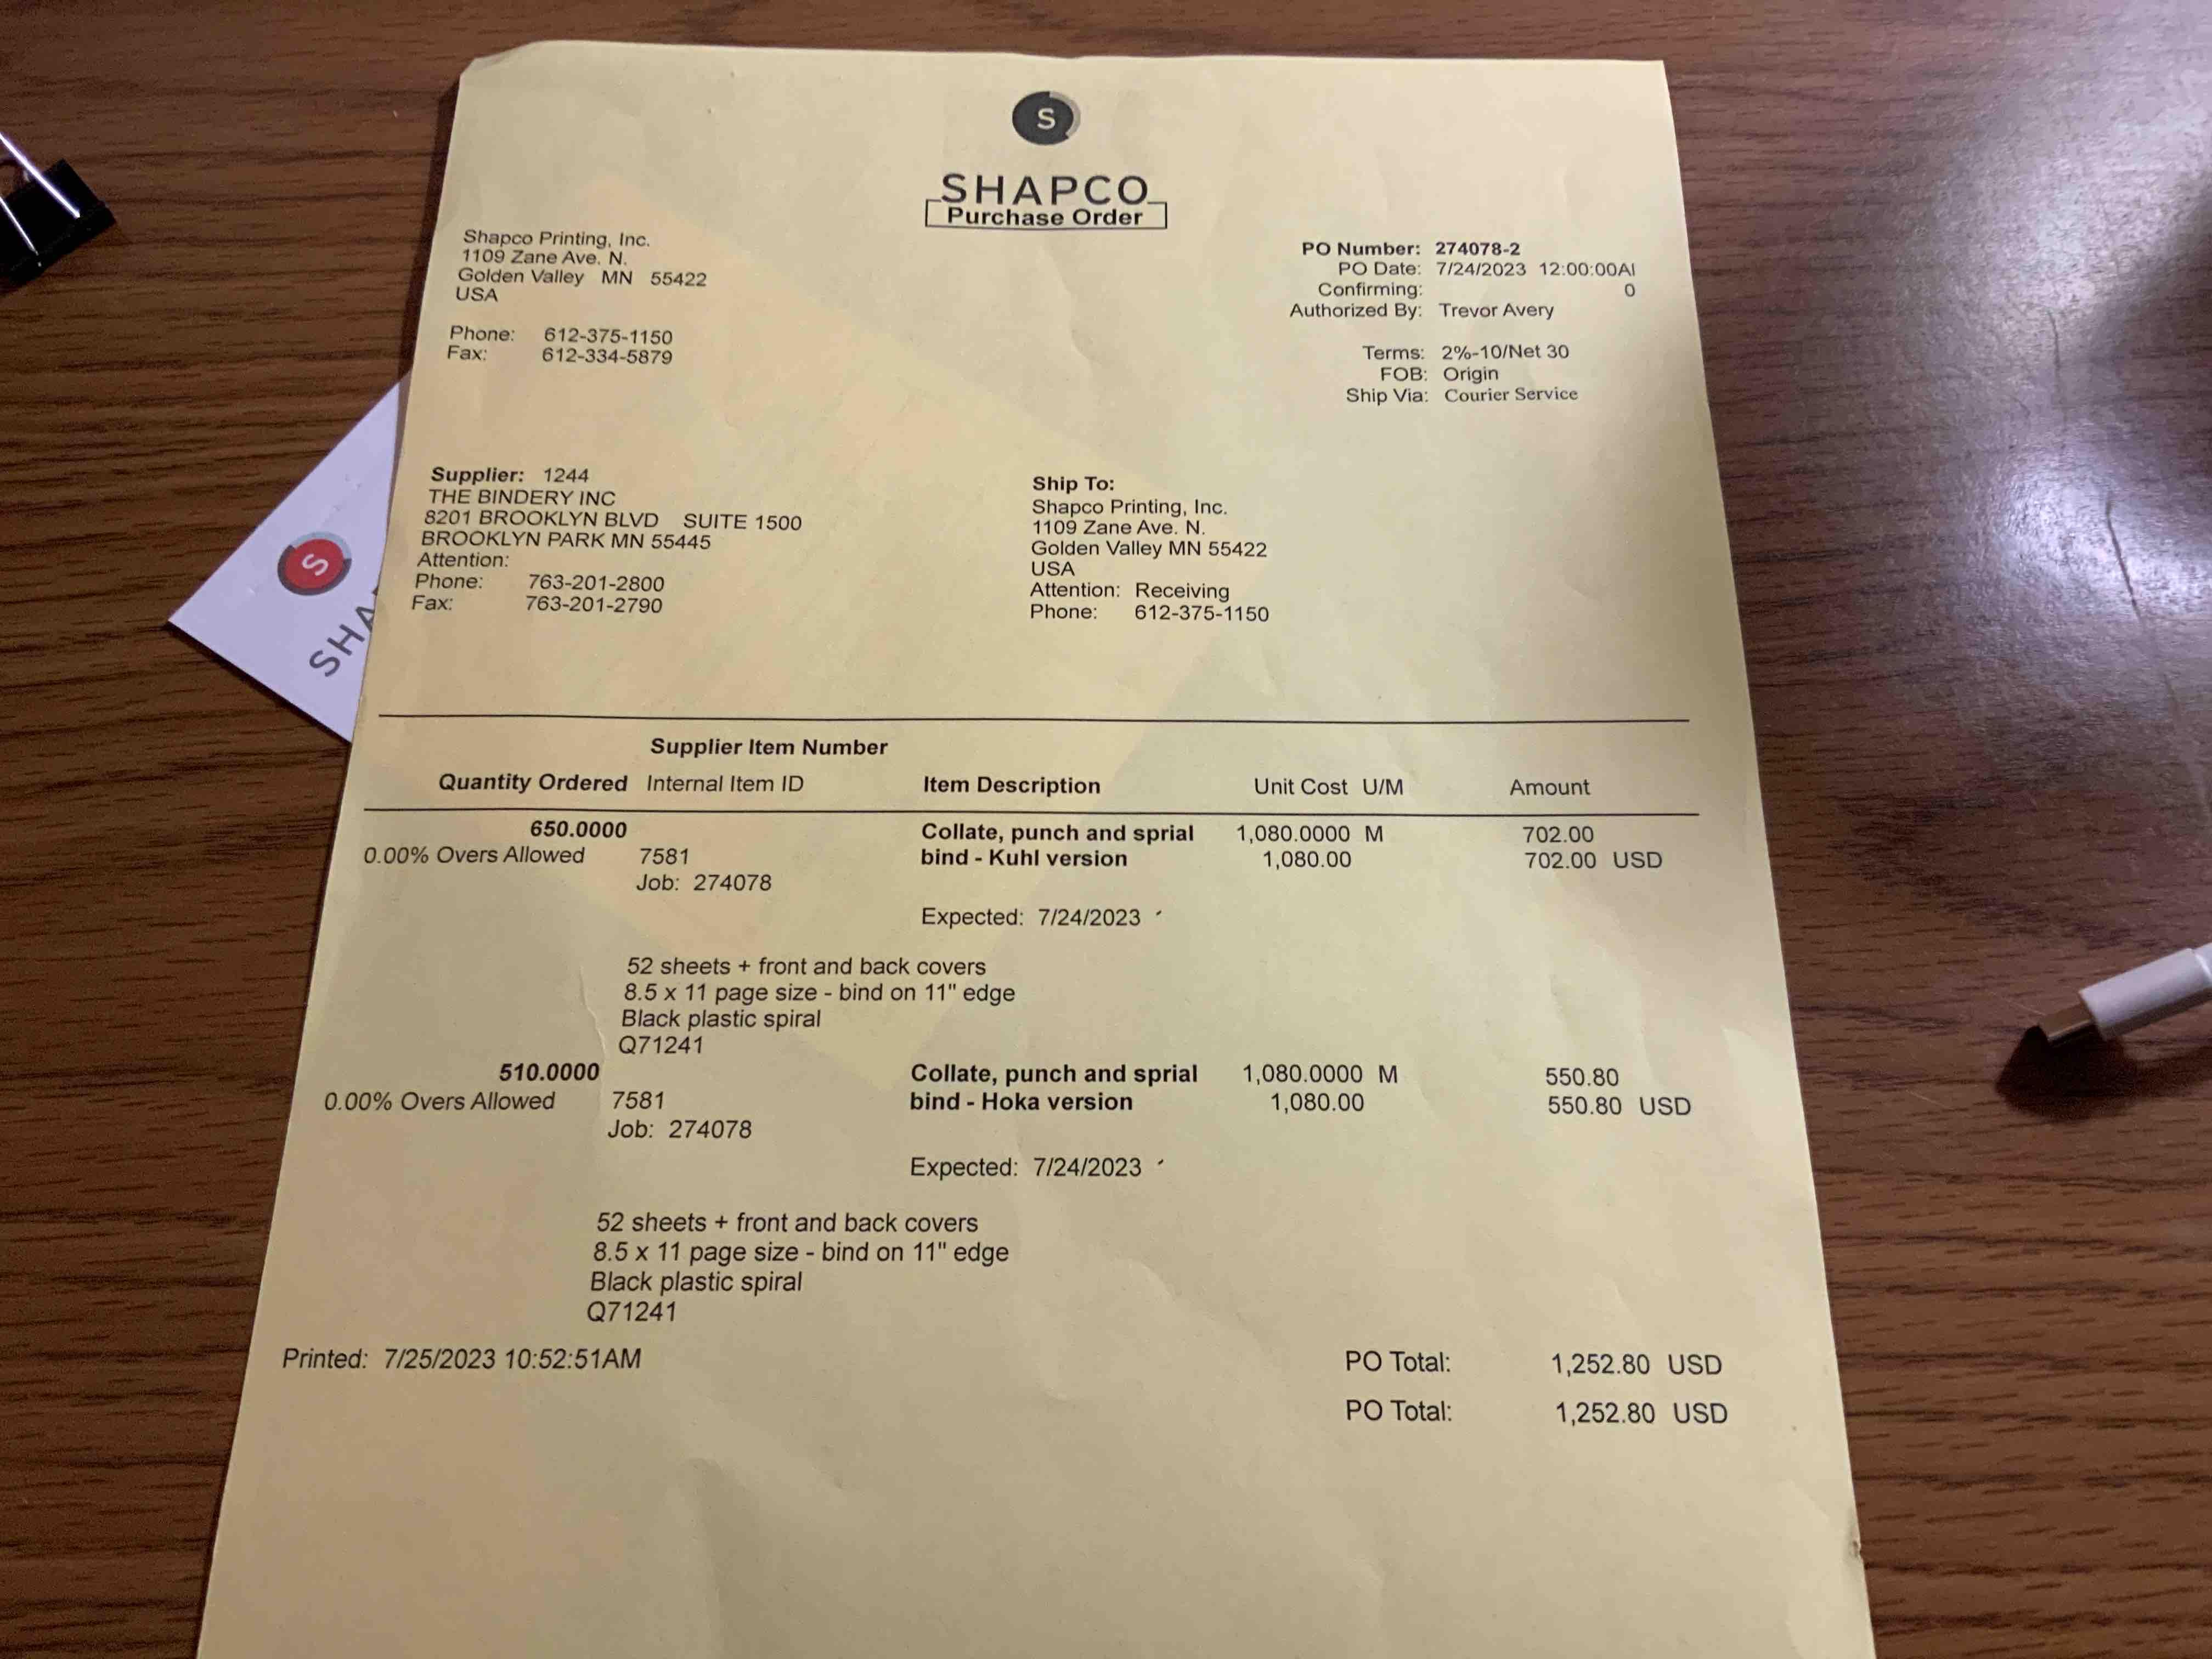 S
SHAPCO
Purchase Order
Shapco Printing, Inc.
1109 Zane Ave. N.
Golden Valley MN 55422
USA
Phone: 612-375-1150
Fax: 612-334-5879
PO Number: 274078-2
PO Date: 7/24/2023 12:00:00AI
Confirming: 0
Authorized By: Trevor Avery
Terms: 2%-10/Net 30
FOB: Origin
Ship Via: Courier Service
Supplier: 1244
THE BINDERY INC
8201 BROOKLYN BLVD SUITE 1500
BROOKLYN PARK MN 55445
Attention:
Phone: 763-201-2800
Fax: 763-201-2790
Ship To:
Shapco Printing, Inc.
1109 Zane Ave. N.
Golden Valley MN 55422
USA
Attention: Receiving
Phone: 612-375-1150
S
SHA
Supplier Item Number
Quantity Ordered Internal Item ID Item Description Unit Cost U/M Amount
650.0000 Collate, punch and sprial 1,080.0000 M 702.00
0.00% Overs Allowed 7581 bind - Kuhl version 1,080.00 702.00 USD
Job: 274078
Expected: 7/24/2023
52 sheets + front and back covers
8.5 x 11 page size - bind on 11" edge
Black plastic spiral
Q71241
510.0000 Collate, punch and sprial 1,080.0000 M 550.80
0.00% Overs Allowed 7581 bind - Hoka version 1,080.00 550.80 USD
Job: 274078
Expected: 7/24/2023
52 sheets + front and back covers
8.5 x 11 page size - bind on 11" edge
Black plastic spiral
Q71241
Printed: 7/25/2023 10:52:51AM
PO Total: 1,252.80 USD
PO Total: 1,252.80 USD